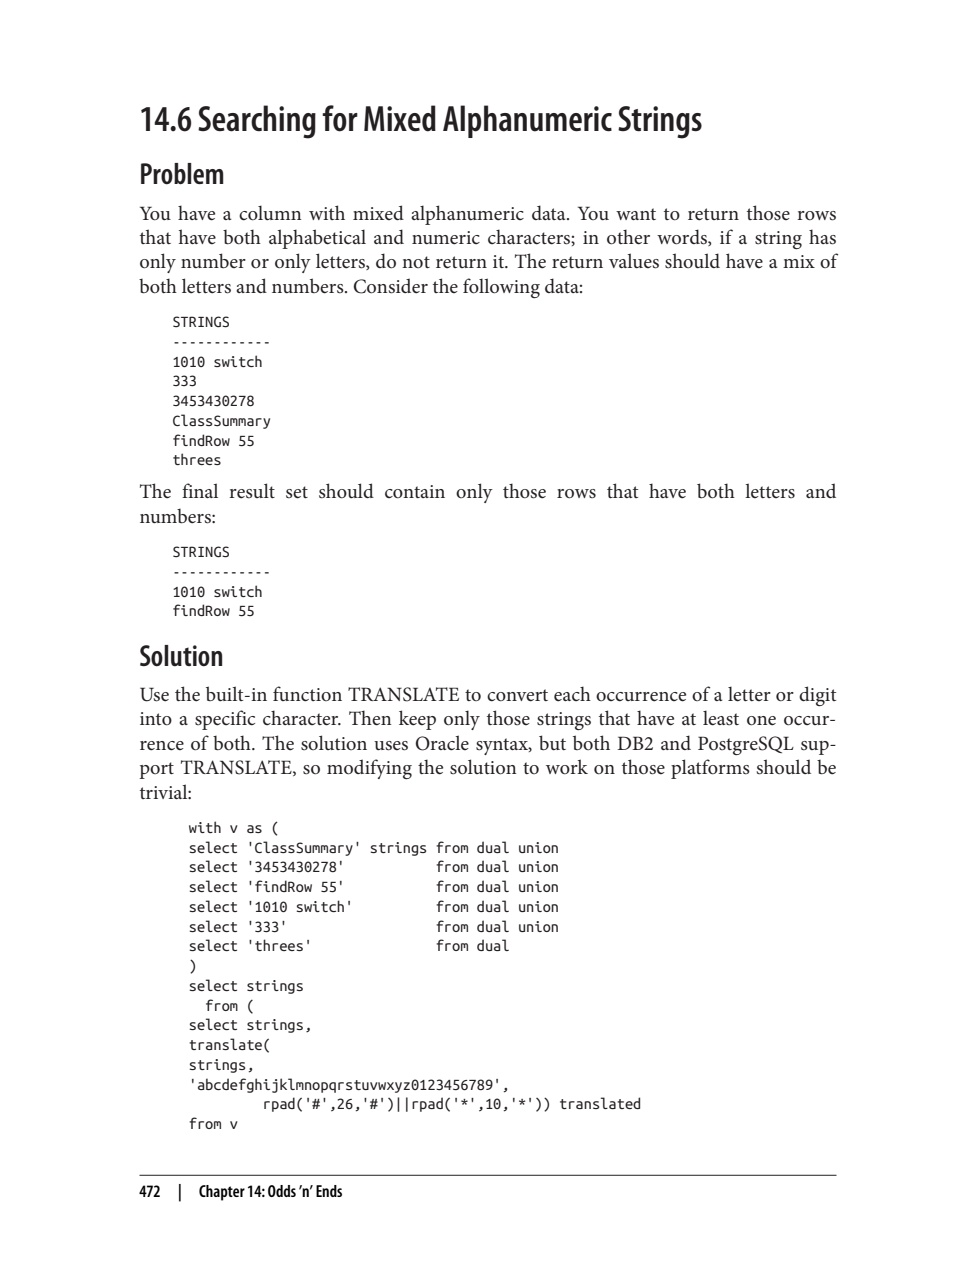 14.6 Searching for Mixed Alphanumeric Strings
Problem
You have a column with mixed alphanumeric data. You want to return those rows
that have both alphabetical and numeric characters; in other words, if a string has
only number or only letters, do not return it. The return values should have a mix of
both letters and numbers. Consider the following data:
STRINGS
------------
1010 switch
333
3453430278
ClassSummary
findRow 55
threes
The final result set should contain only those rows that have both letters and
numbers:
STRINGS
------------
1010 switch
findRow 55
Solution
Use the built-in function TRANSLATE to convert each occurrence of a letter or digit
into a specific character. Then keep only those strings that have at least one occur-
rence of both. The solution uses Oracle syntax, but both DB2 and PostgreSQL sup-
port TRANSLATE, so modifying the solution to work on those platforms should be
trivial:
with v as (
select 'ClassSummary' strings from dual union
select '3453430278'           from dual union
select 'findRow 55'           from dual union
select '1010 switch'          from dual union
select '333'                  from dual union
select 'threes'               from dual
)
select strings
  from (
select strings,
translate(
strings,
'abcdefghijklmnopqrstuvwxyz0123456789',
         rpad('#',26,'#')||rpad('*',10,'*')) translated
from v
472 | Chapter 14: Odds ’n’ Ends